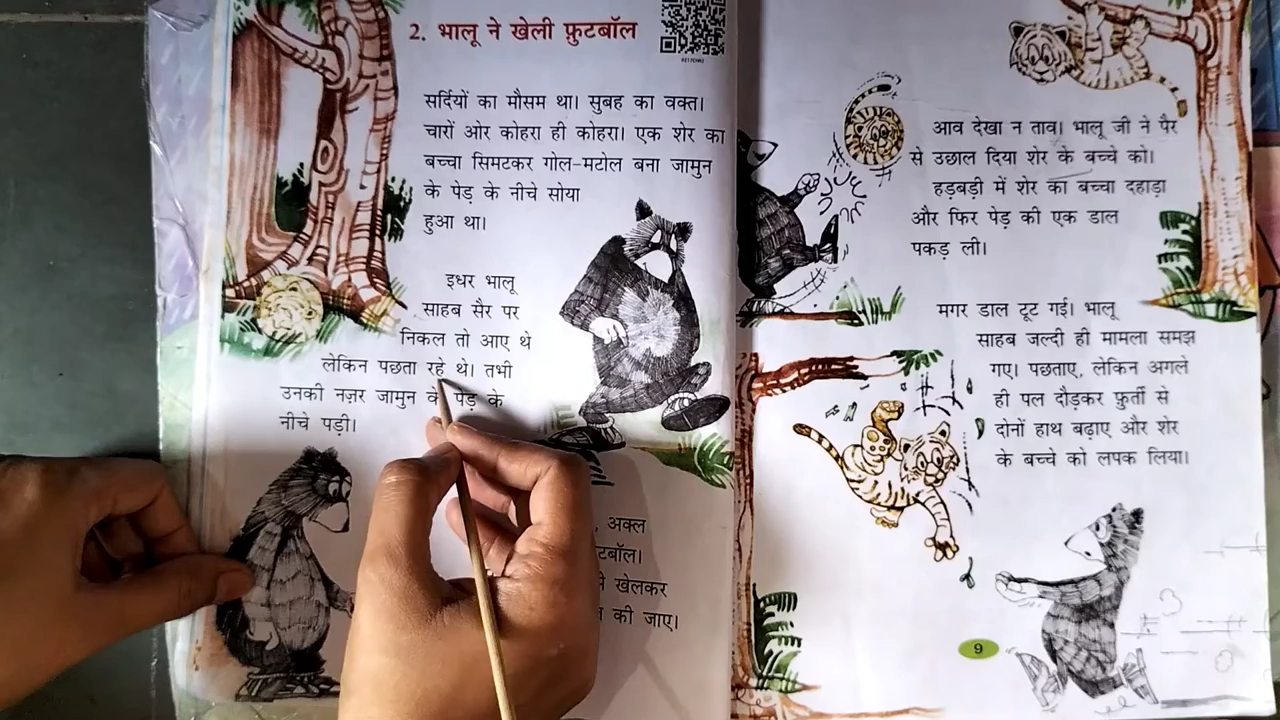 2. भालू ने खेली फ़ुटबॉल
सर्दियों का मौसम था। सुबह का वक्त।
चारों ओर कोहरा ही कोहरा। एक शेर का
बच्चा सिमटकर गोल-मटोल बना जामुन
के पेड़ के नीचे सोया
हुआ था।
इधर भालू
साहब सैर पर
निकल तो आए थे
लेकिन पछता रहे थे। तभी
उनकी नज़र जामुन के पेड़ के
नीचे पड़ी।
, अक्ल
टबॉल।
खेलकर
की जाए।
आव देखा न ताव। भालू जी ने पैर
से उछाल दिया शेर के बच्चे को।
हड़बड़ी में शेर का बच्चा दहाड़ा
और फिर पेड़ की एक डाल
पकड़ ली।
मगर डाल टूट गई। भालू
साहब जल्दी ही मामला समझ
गए। पछताए, लेकिन अगले
ही पल दौड़कर फ़ुर्ती से
दोनों हाथ बढ़ाए और शेर
के बच्चे को लपक लिया।
9